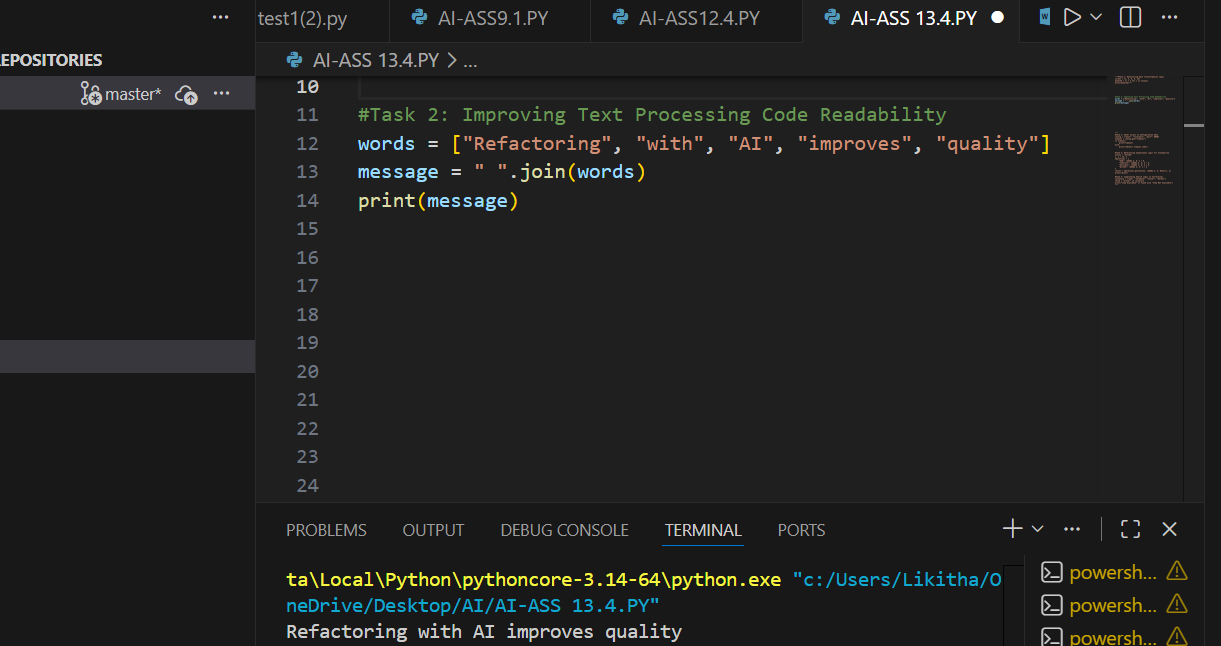 test1(2).py AI-ASS9.1.PY AI-ASS12.4.PY AI-ASS 13.4.PY
EPOSITORIES
AI-ASS 13.4.PY > ...
master*
10
11 #Task 2: Improving Text Processing Code Readability
12 words = ["Refactoring", "with", "AI", "improves", "quality"]
13 message = " ".join(words)
14 print(message)
15
16
17
18
19
20
21
22
23
24
PROBLEMS OUTPUT DEBUG CONSOLE TERMINAL PORTS
ta\Local\Python\pythoncore-3.14-64\python.exe "c:/Users/Likitha/O
neDrive/Desktop/AI/AI-ASS 13.4.PY"
Refactoring with AI improves quality
powersh...
powersh...
powersh...